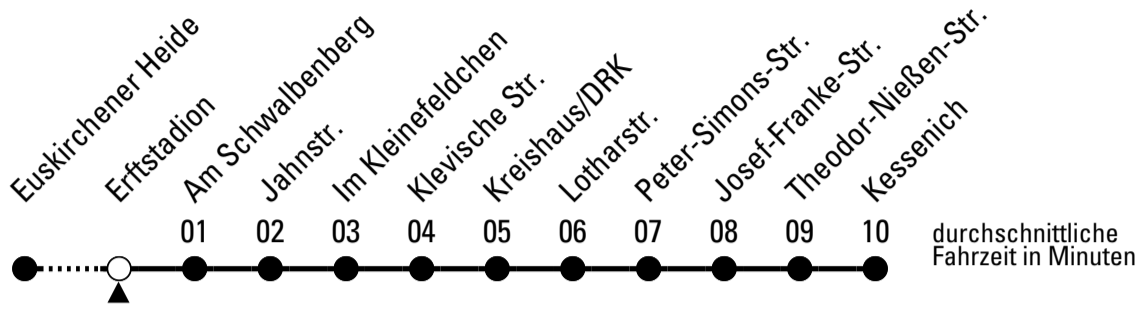 Euskirchener Heide
Erftstadion
Am Schwalbenberg
Jahnstr.
Im Kleinefeldchen
Klevische Str.
Kreishaus/DRK
Lotharstr.
Peter-Simons-Str.
Josef-Franke-Str.
Theodor-Nießen-Str.
Kessenich
01 02 03 04 05 06 07 08 09 10
durchschnittliche
Fahrzeit in Minuten